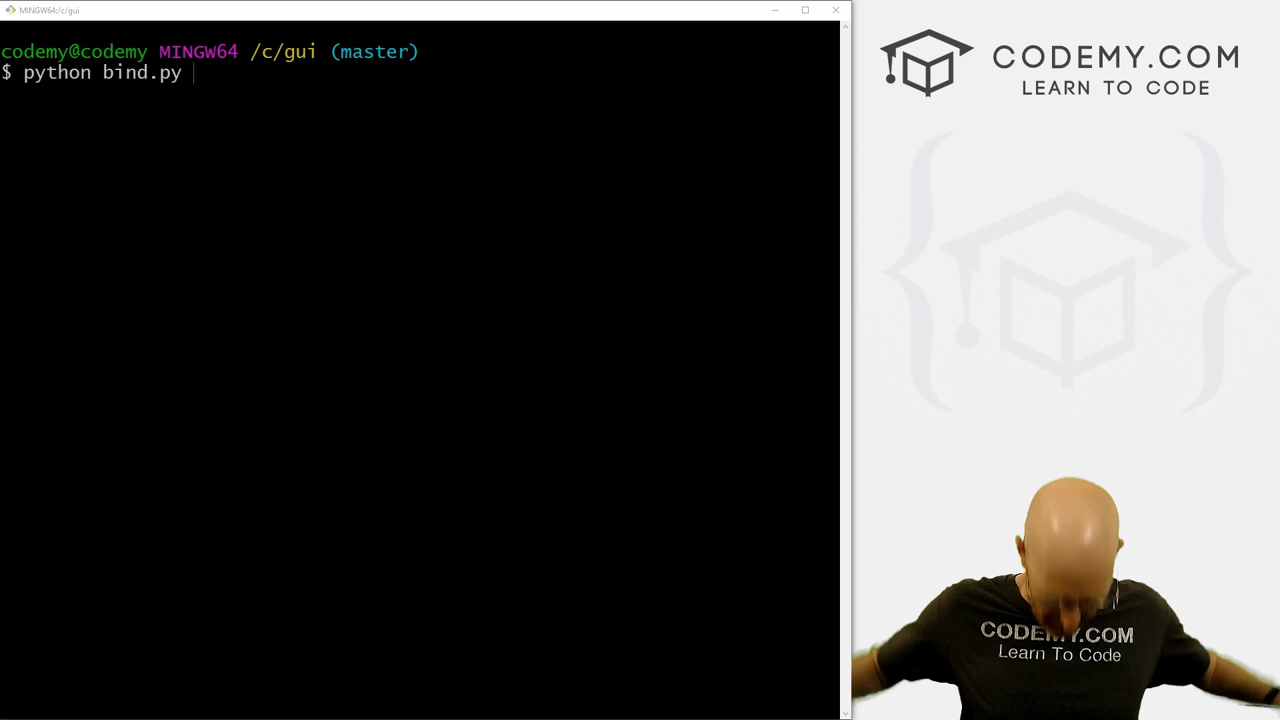 MINGW64:/c/gui
codemy@codemy MINGW64 /c/gui (master)
$ python bind.py
CODEMY.COM
LEARN TO CODE
CODEMY.COM
Learn To Code